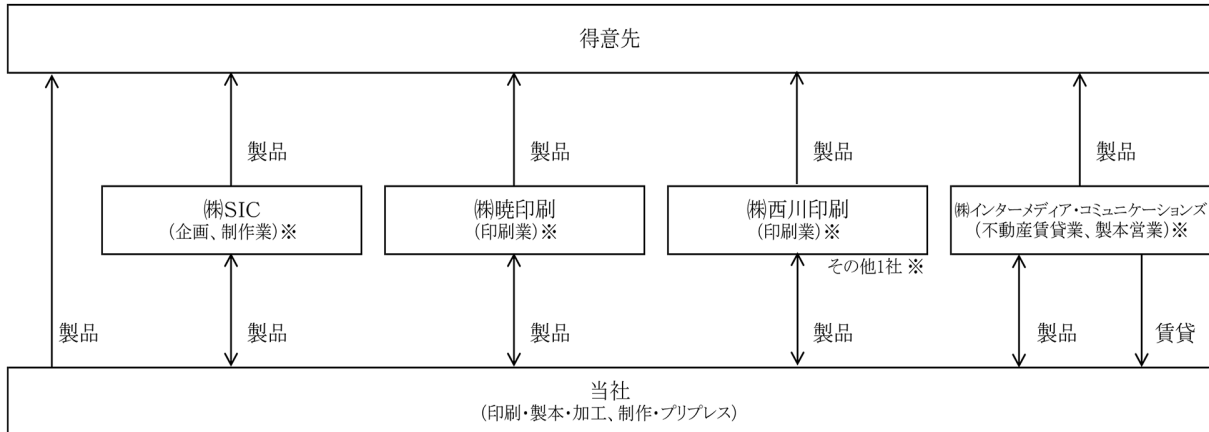 得意先
製品
製品
製品
製品
㈱SIC
(企画、制作業)※
㈱暁印刷
(印刷業)※
㈱西川印刷
(印刷業)※
㈱インターメディア・コミュニケーションズ
(不動産賃貸業、製本営業)※
その他1社 ※
製品
製品
製品
製品
製品
賃貸
当社
(印刷・製本・加工、制作・プリプレス)